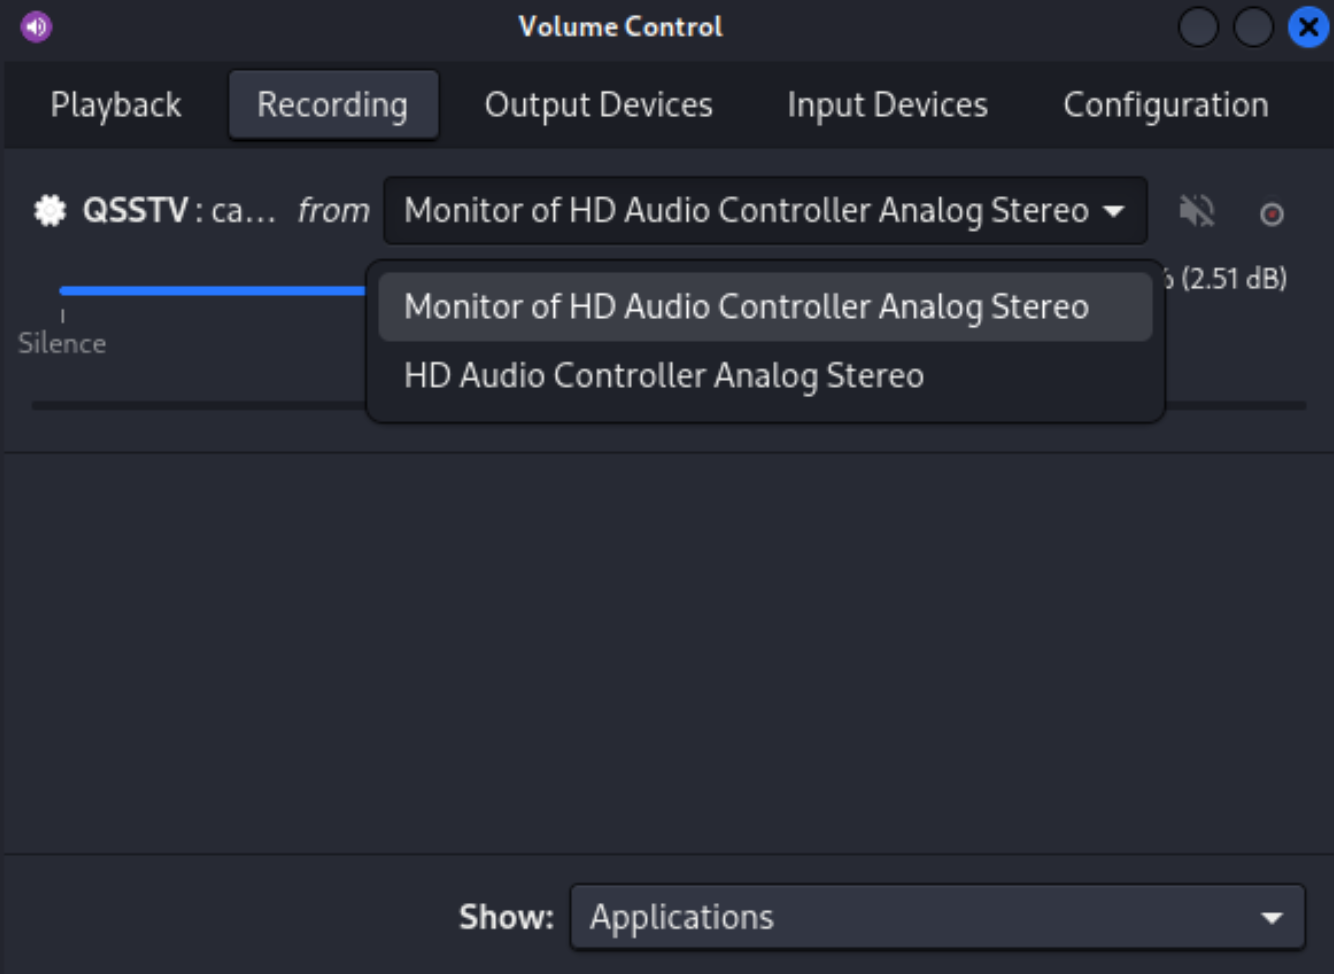 Volume Control
Playback Recording Output Devices Input Devices Configuration
QSSTV : ca... from Monitor of HD Audio Controller Analog Stereo
(2.51 dB)
Monitor of HD Audio Controller Analog Stereo
Silence
HD Audio Controller Analog Stereo
Show: Applications